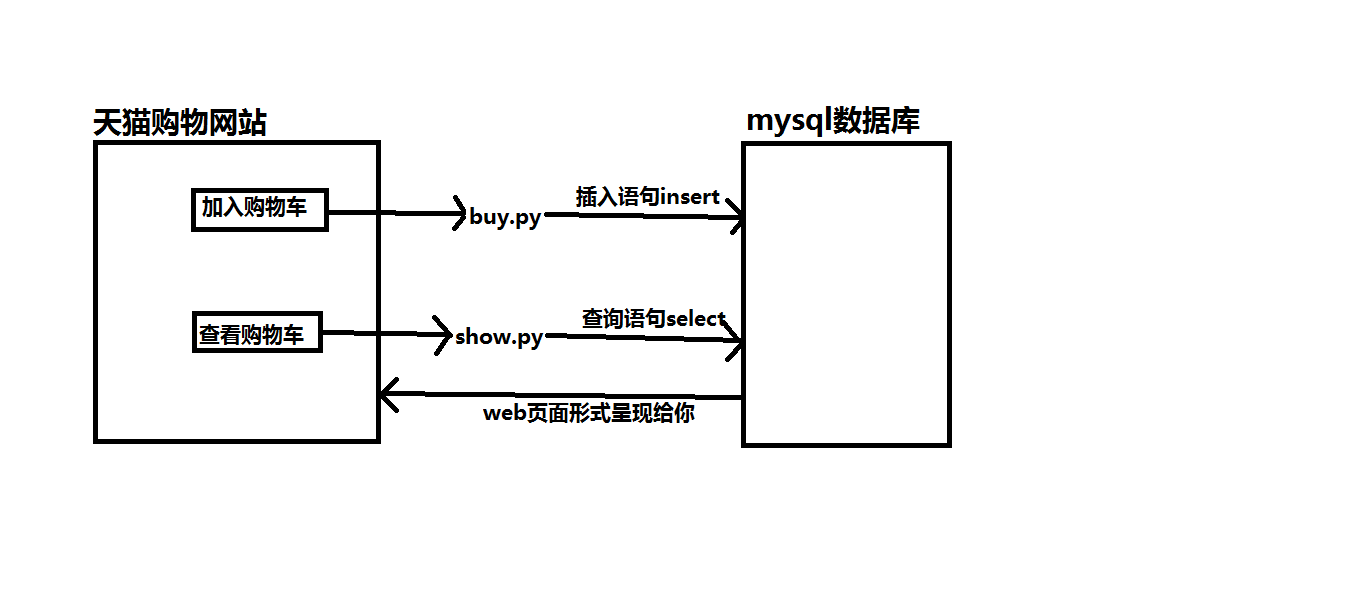 天猫购物网站
mysql数据库
加入购物车
buy.py
插入语句insert
查看购物车
show.py
查询语句select
web页面形式呈现给你